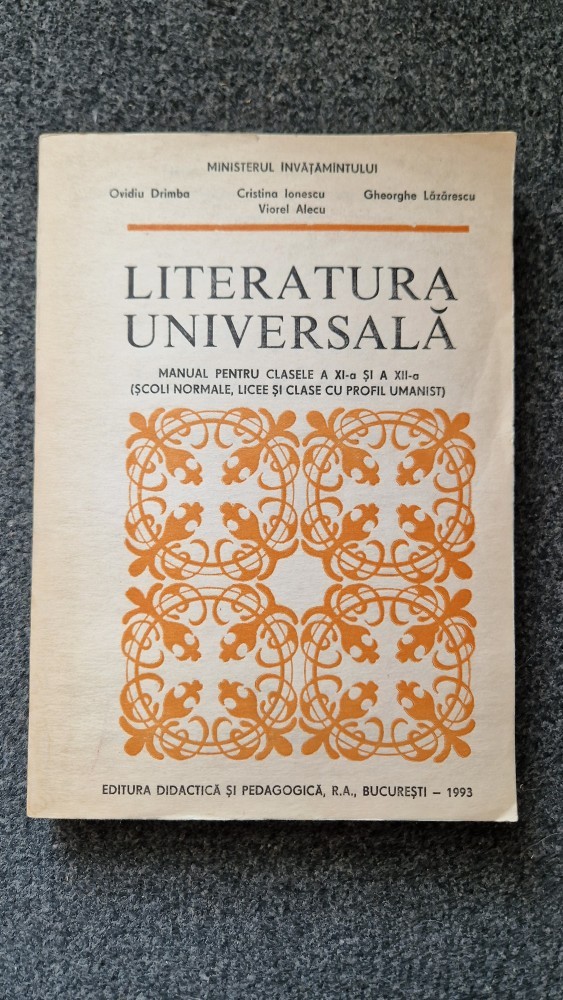 MINISTERUL INVĂȚĂMÎNTULUI
Ovidiu Drimba Cristina Ionescu Gheorghe Lăzărescu
Viorel Alecu
LITERATURA
UNIVERSALĂ
MANUAL PENTRU CLASELE A XI-a ȘI A XII-a
(ȘCOLI NORMALE, LICEE ȘI CLASE CU PROFIL UMANIST)
EDITURA DIDACTICĂ ȘI PEDAGOGICĂ, R.A., BUCUREȘTI – 1993